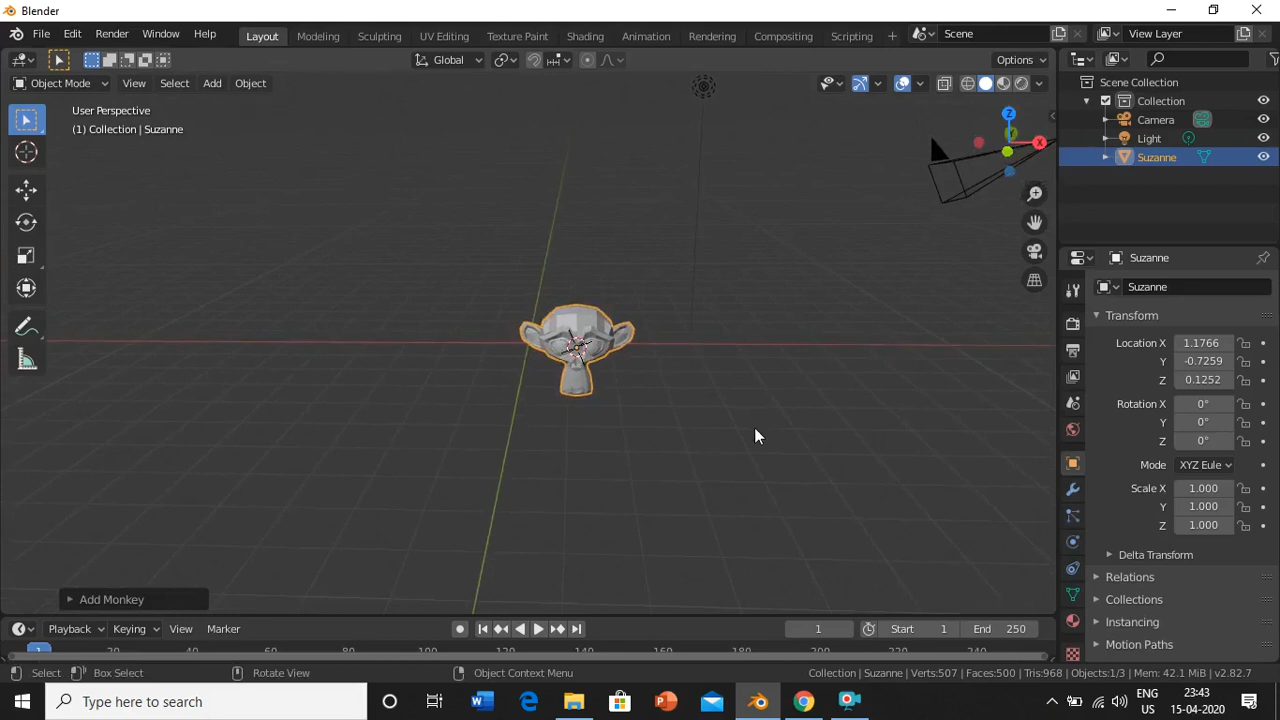 Blender
File Edit Render Window Help Layout Modeling Sculpting UV Editing Texture Paint Shading Animation Rendering Compositing Scripting + Scene View Layer
Global Options
Object Mode View Select Add Object
User Perspective
(1) Collection | Suzanne
Z
Y
X
Scene Collection
Collection
Camera
Light
Suzanne
Suzanne
Suzanne
Transform
Location X 1.1766
Y -0.7259
Z 0.1252
Rotation X 0°
Y 0°
Z 0°
Mode XYZ Eule
Scale X 1.000
Y 1.000
Z 1.000
Delta Transform
Relations
Collections
Instancing
Motion Paths
Add Monkey
Playback Keying View Marker 1 Start 1 End 250
1 20 80 100 120 140 160 180 200 220 240
Select Box Select Rotate View Object Context Menu Collection | Suzanne | Verts:507 | Faces:500 | Tris:968 | Objects:1/3 | Mem: 42.1 MiB | v2.82.7
Type here to search
ENG
IN
23:43
15-04-2020